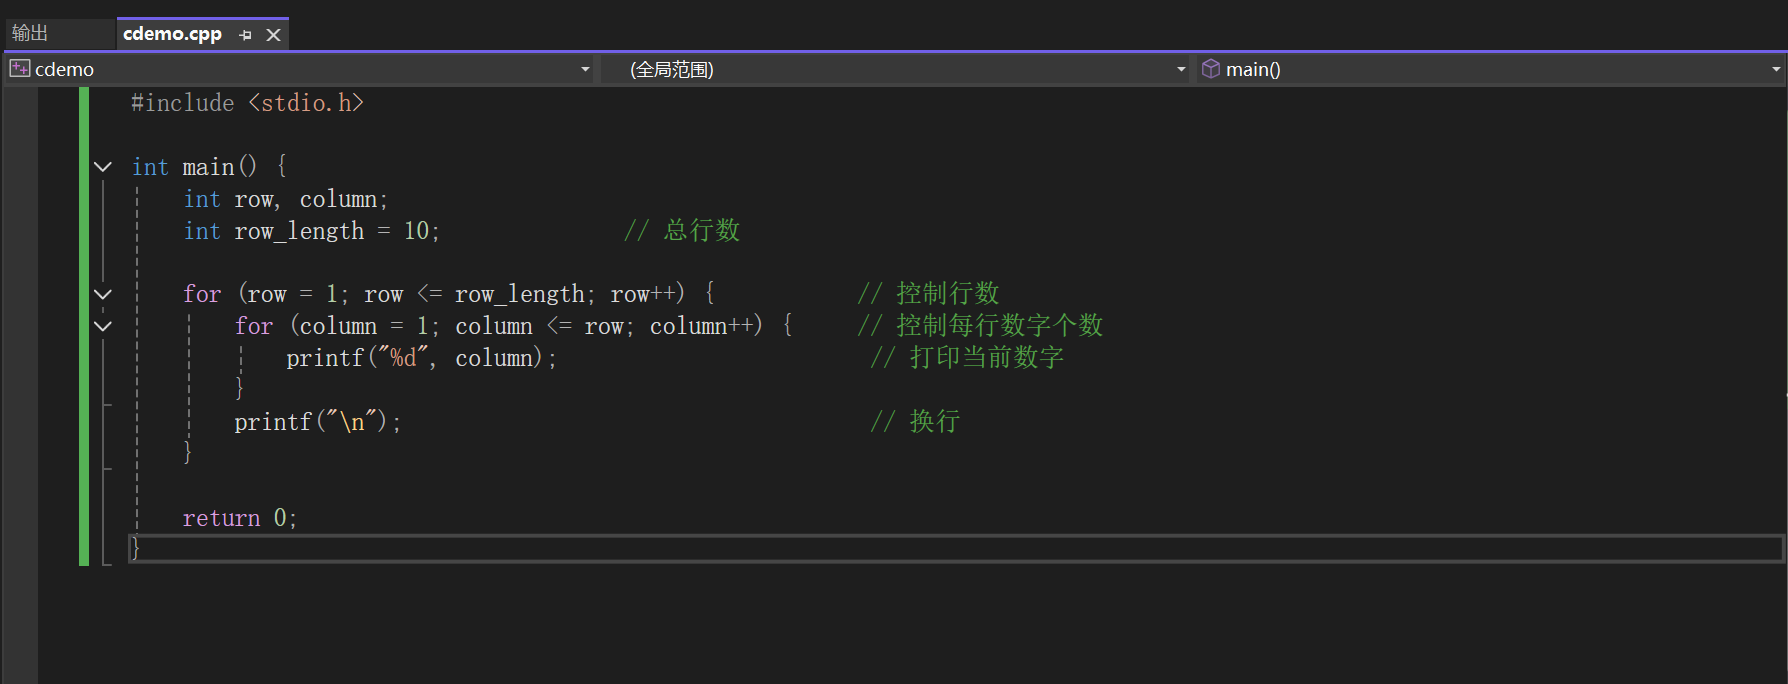 输出 cdemo.cpp
cdemo (全局范围) main()
#include <stdio.h>
int main() {
    int row, column;
    int row_length = 10;              // 总行数
    for (row = 1; row <= row_length; row++) {           // 控制行数
        for (column = 1; column <= row; column++) {     // 控制每行数字个数
            printf("%d", column);                        // 打印当前数字
        }
        printf("\n");                                    // 换行
    }
    return 0;
}